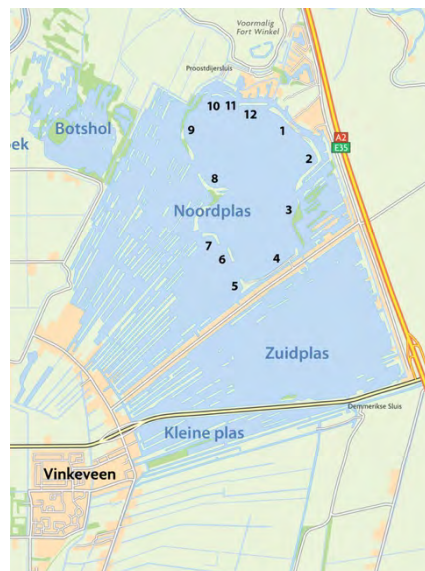 Voormalig
Fort Winkel
Proostdijersluis
10
11
12
Botshol
9
1
A2
E35
ek
2
8
3
Noordplas
7
6
4
5
Zuidplas
Demmerikse Sluis
Kleine plas
Vinkeveen